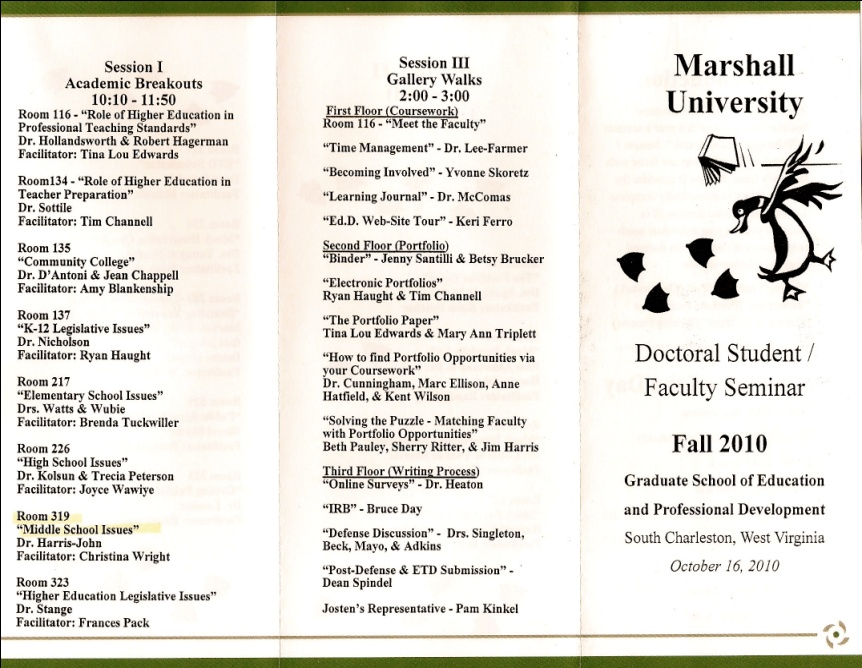 Session I
Academic Breakouts
10:10 - 11:50
Room 116 - “Role of Higher Education in
Professional Teaching Standards”
Dr. Hollandsworth & Robert Hagerman
Facilitator: Tina Lou Edwards
Room134 - “Role of Higher Education in
Teacher Preparation”
Dr. Sottile
Facilitator: Tim Channell
Room 135
“Community College”
Dr. D’Antoni & Jean Chappell
Facilitator: Amy Blankenship
Room 137
“K-12 Legislative Issues”
Dr. Nicholson
Facilitator: Ryan Haught
Room 217
“Elementary School Issues”
Drs. Watts & Wubie
Facilitator: Brenda Tuckwiller
Room 226
“High School Issues”
Dr. Kolsun & Trecia Peterson
Facilitator: Joyce Wawiye
Room 319
“Middle School Issues”
Dr. Harris-John
Facilitator: Christina Wright
Room 323
“Higher Education Legislative Issues”
Dr. Stange
Facilitator: Frances Pack
Session III
Gallery Walks
2:00 - 3:00
First Floor (Coursework)
Room 116 - “Meet the Faculty”
“Time Management” - Dr. Lee-Farmer
“Becoming Involved” - Yvonne Skoretz
“Learning Journal” - Dr. McComas
“Ed.D. Web-Site Tour” - Keri Ferro
Second Floor (Portfolio)
“Binder” - Jenny Santilli & Betsy Brucker
“Electronic Portfolios”
Ryan Haught & Tim Channell
“The Portfolio Paper”
Tina Lou Edwards & Mary Ann Triplett
“How to find Portfolio Opportunities via
your Coursework”
Dr. Cunningham, Marc Ellison, Anne
Hatfield, & Kent Wilson
“Solving the Puzzle - Matching Faculty
with Portfolio Opportunities”
Beth Pauley, Sherry Ritter, & Jim Harris
Third Floor (Writing Process)
“Online Surveys” - Dr. Heaton
“IRB” - Bruce Day
“Defense Discussion” - Drs. Singleton,
Beck, Mayo, & Adkins
“Post-Defense & ETD Submission” -
Dean Spindel
Josten’s Representative - Pam Kinkel
Marshall
University
Doctoral Student /
Faculty Seminar
Fall 2010
Graduate School of Education
and Professional Development
South Charleston, West Virginia
October 16, 2010